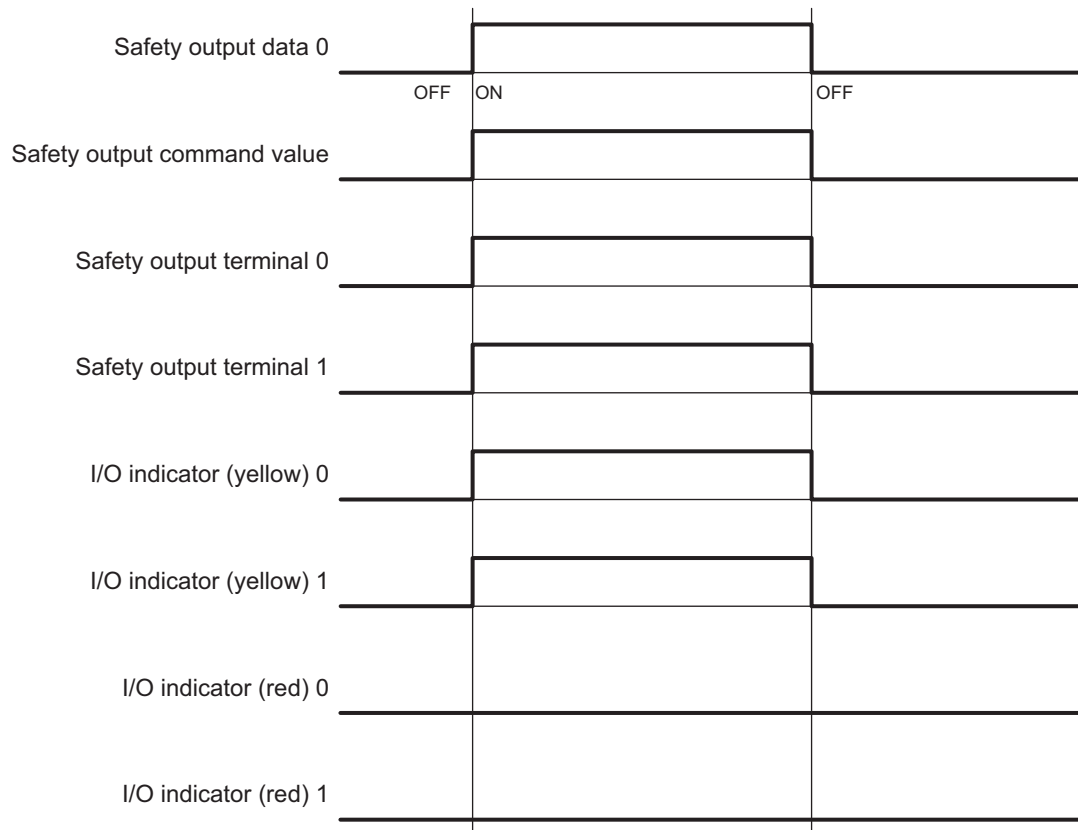 Safety output data 0
OFF ON OFF
Safety output command value
Safety output terminal 0
Safety output terminal 1
I/O indicator (yellow) 0
I/O indicator (yellow) 1
I/O indicator (red) 0
I/O indicator (red) 1